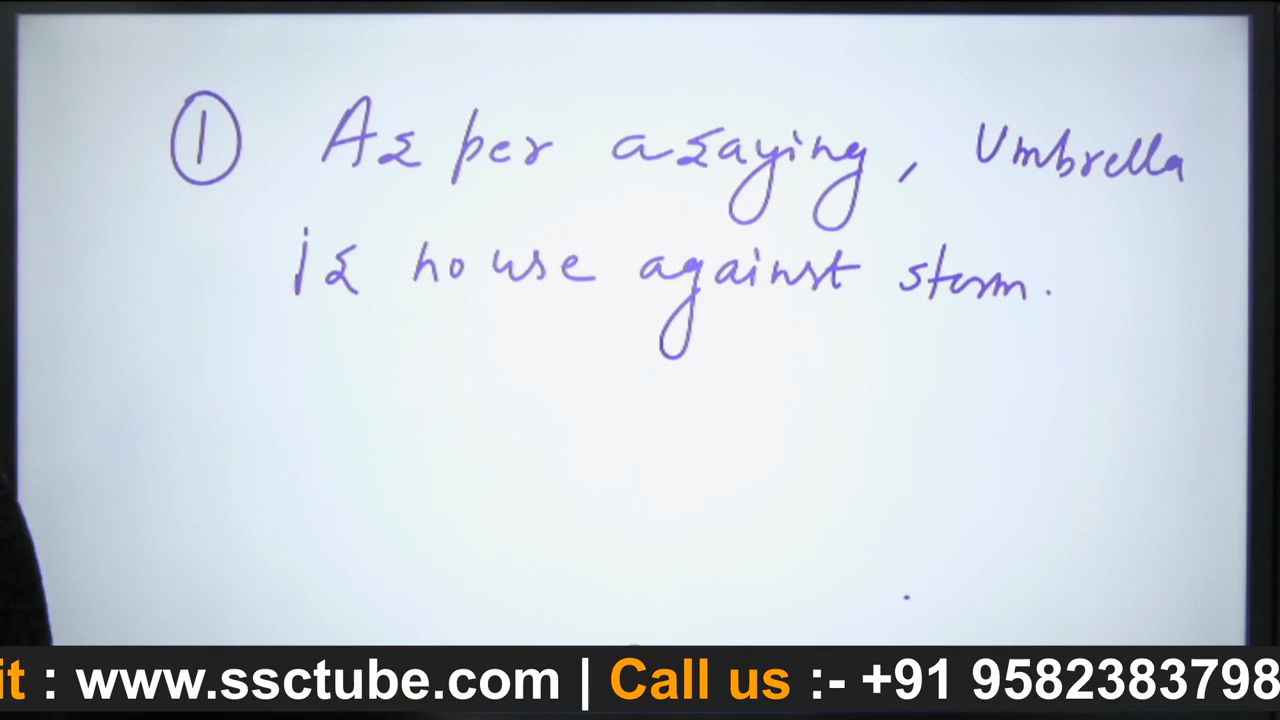 ① As per a saying, Umbrella
is house against storm.
it : www.ssctube.com | Call us :- +91 9582383798